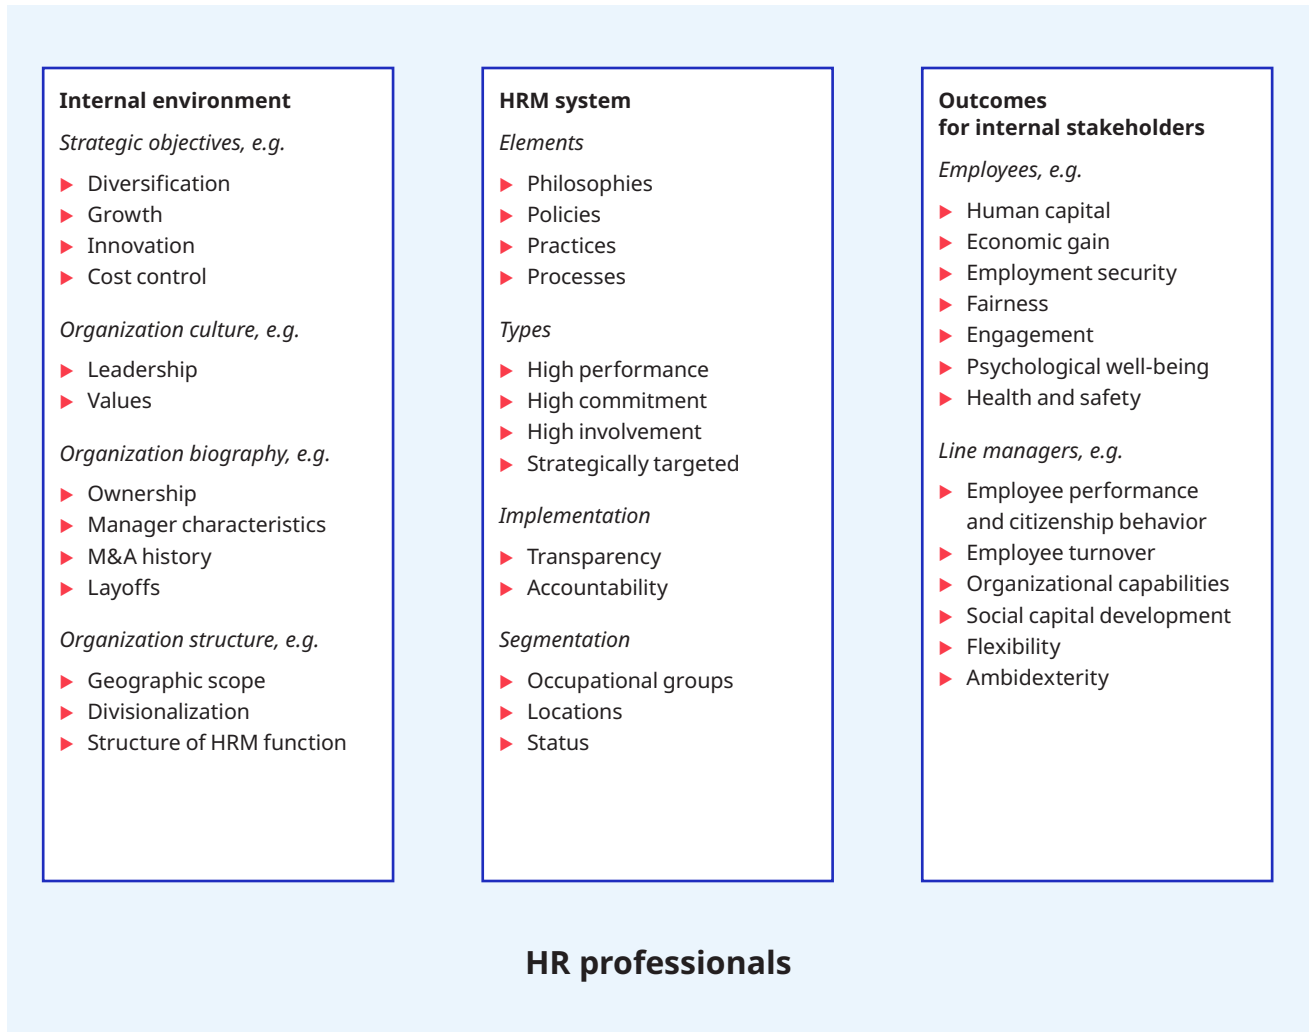 Internal environment
Strategic objectives, e.g.
Diversification
Growth
Innovation
Cost control
Organization culture, e.g.
Leadership
Values
Organization biography, e.g.
Ownership
Manager characteristics
M&A history
Layoffs
Organization structure, e.g.
Geographic scope
Divisionalization
Structure of HRM function
HRM system
Elements
Philosophies
Policies
Practices
Processes
Types
High performance
High commitment
High involvement
Strategically targeted
Implementation
Transparency
Accountability
Segmentation
Occupational groups
Locations
Status
Outcomes
for internal stakeholders
Employees, e.g.
Human capital
Economic gain
Employment security
Fairness
Engagement
Psychological well-being
Health and safety
Line managers, e.g.
Employee performance
and citizenship behavior
Employee turnover
Organizational capabilities
Social capital development
Flexibility
Ambidexterity
HR professionals